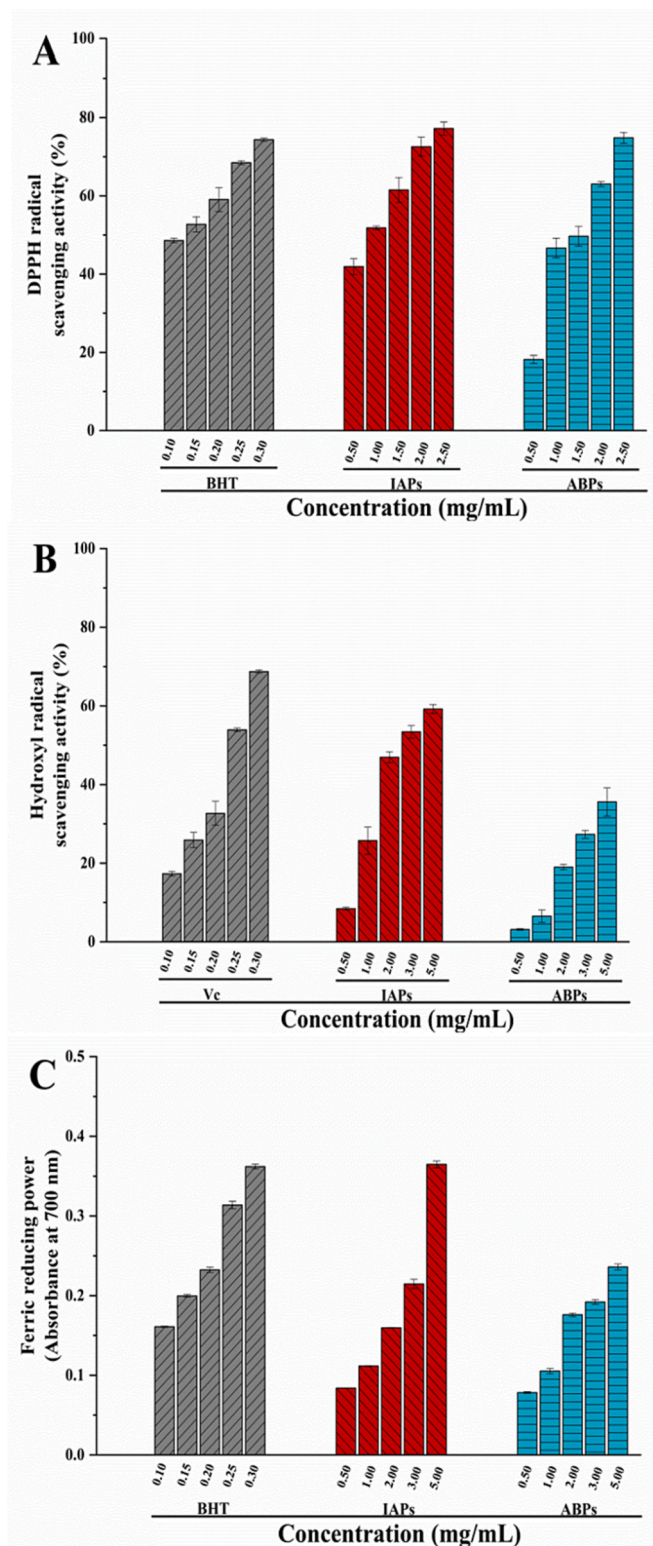 A
100
80
60
40
20
0
DPPH radical
scavenging activity (%)
0.10 0.15 0.20 0.25 0.30 0.50 1.00 1.50 2.00 2.50 0.50 1.00 1.50 2.00 2.50
BHT IAPs ABPs
Concentration (mg/mL)
B
100
80
60
40
20
0
Hydroxyl radical
scavenging activity (%)
0.10 0.15 0.20 0.25 0.30 0.50 1.00 2.00 3.00 5.00 0.50 1.00 2.00 3.00 5.00
Vc IAPs ABPs
Concentration (mg/mL)
C
0.5
0.4
0.3
0.2
0.1
0.0
Ferric reducing power
(Absorbance at 700 nm)
0.10 0.15 0.20 0.25 0.30 0.50 1.00 2.00 3.00 5.00 0.50 1.00 2.00 3.00 5.00
BHT IAPs ABPs
Concentration (mg/mL)